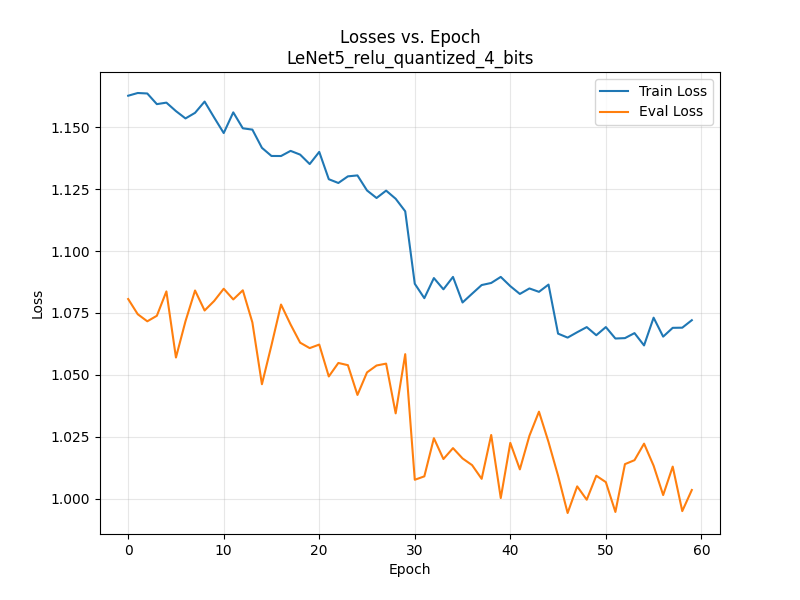 Losses vs. Epoch
LeNet5_relu_quantized_4_bits
Train Loss
Eval Loss
1.150
1.125
1.100
1.075
1.050
1.025
1.000
Loss
0 10 20 30 40 50 60
Epoch